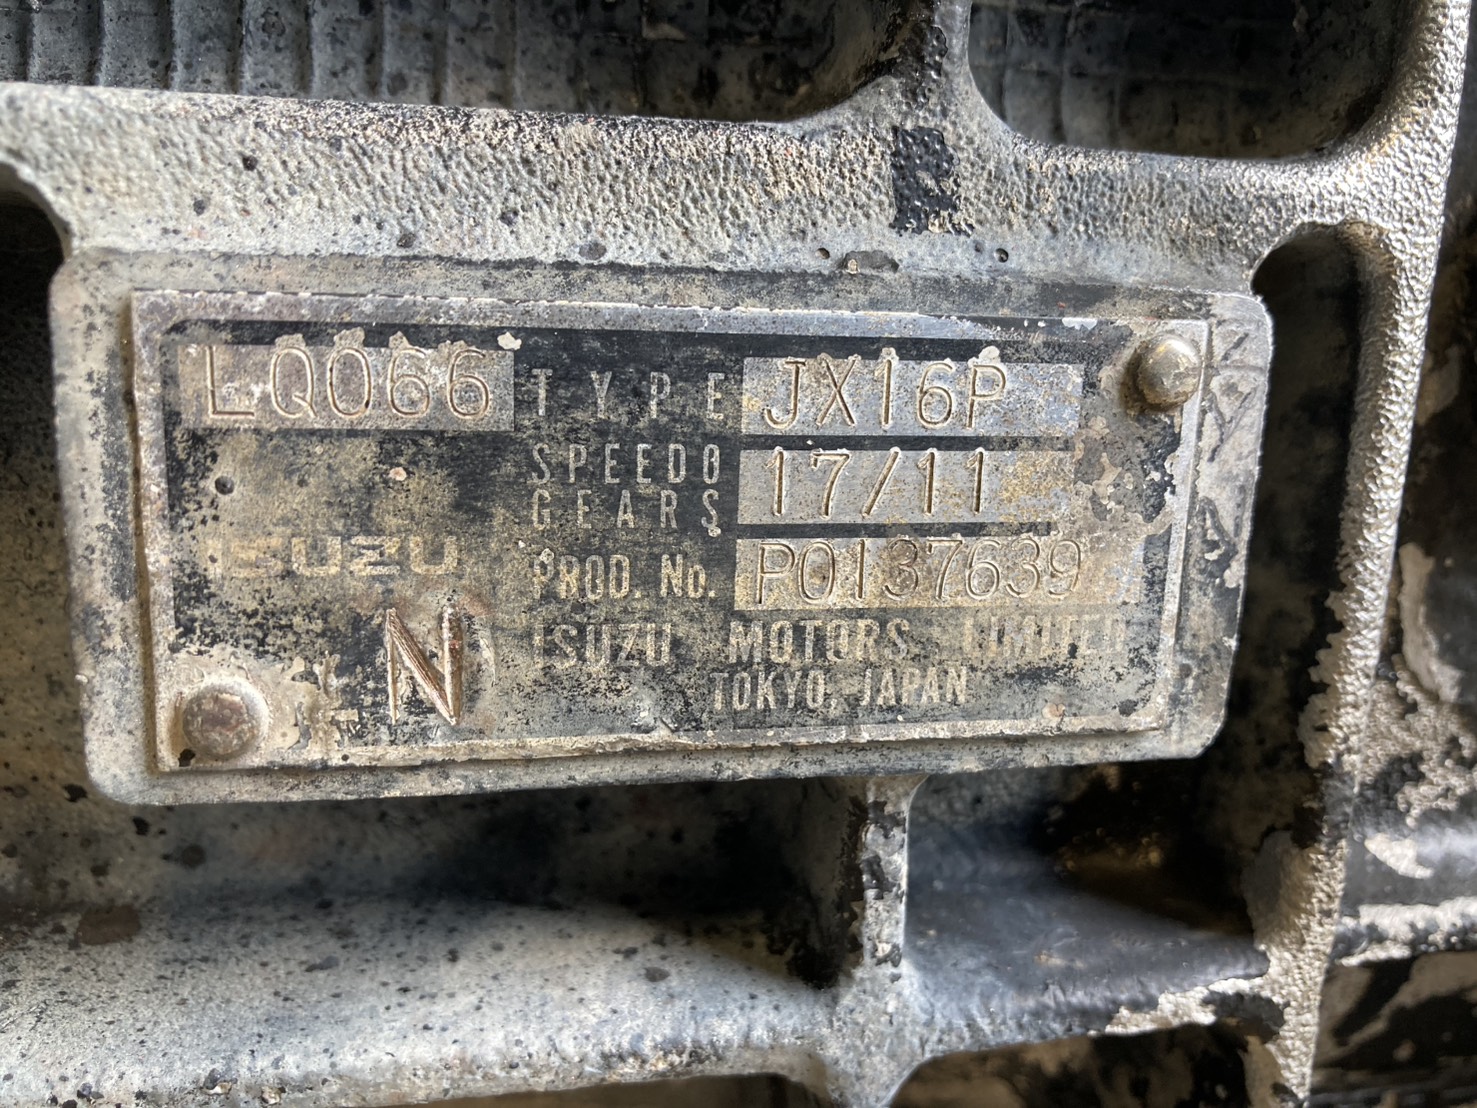 LQ066 TYPE JX16P
SPEEDO GEARS 17/11
ISUZU PROD. No. P0137639
N ISUZU MOTORS LIMITED
TOKYO, JAPAN